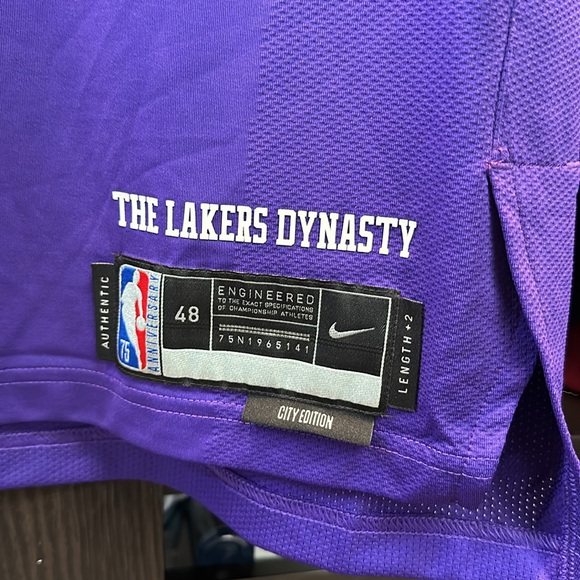 THE LAKERS DYNASTY
AUTHENTIC
75
ANNIVERSARY
48
ENGINEERED
TO THE EXACT SPECIFICATIONS
OF CHAMPIONSHIP ATHLETES
75N1965141
LENGTH +2
CITY EDITION